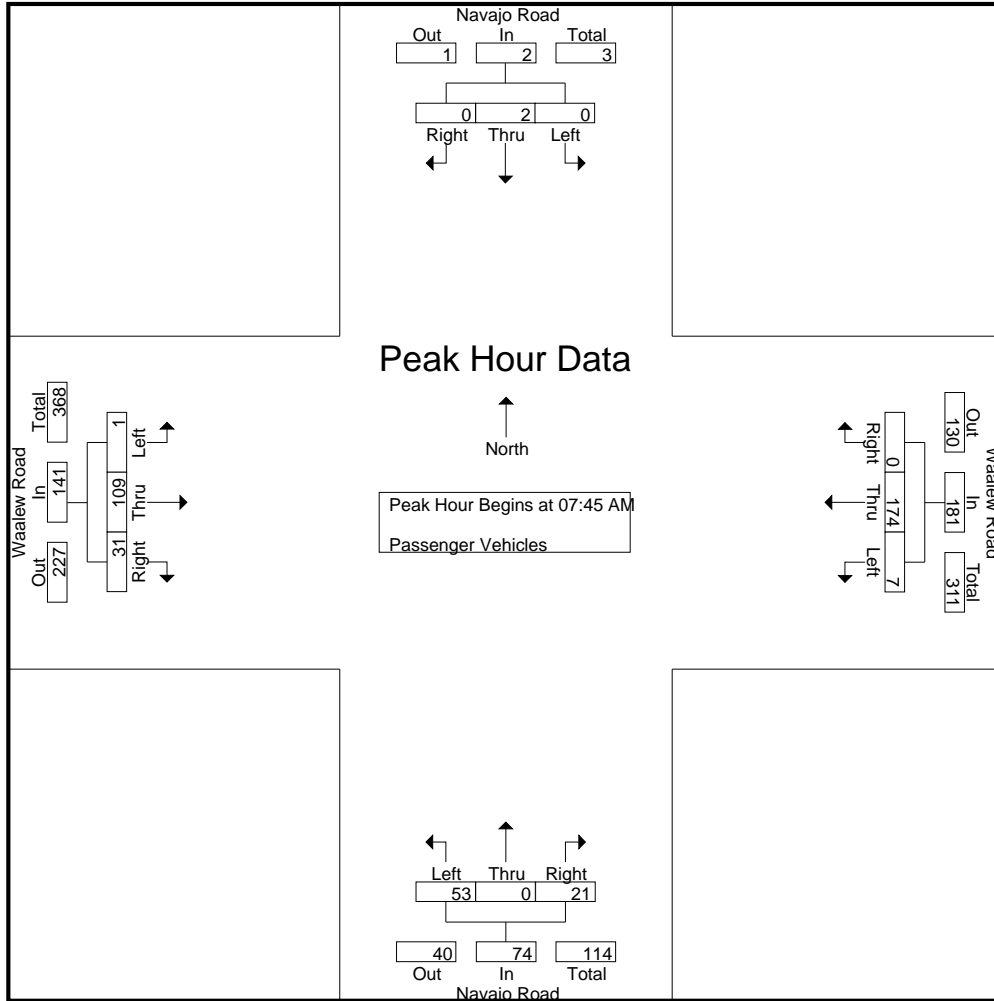 Navajo Road
Out In Total
1 2 3
0 2 0
Right Thru Left
Peak Hour Data
North
Peak Hour Begins at 07:45 AM
Passenger Vehicles
Waalew Road
Out In Total
227 141 368
31 109 1
Right Thru Left
Waalew Road
Out In Total
130 181 311
0 174 7
Right Thru Left
Left Thru Right
53 0 21
40 74 114
Out In Total
Navajo Road